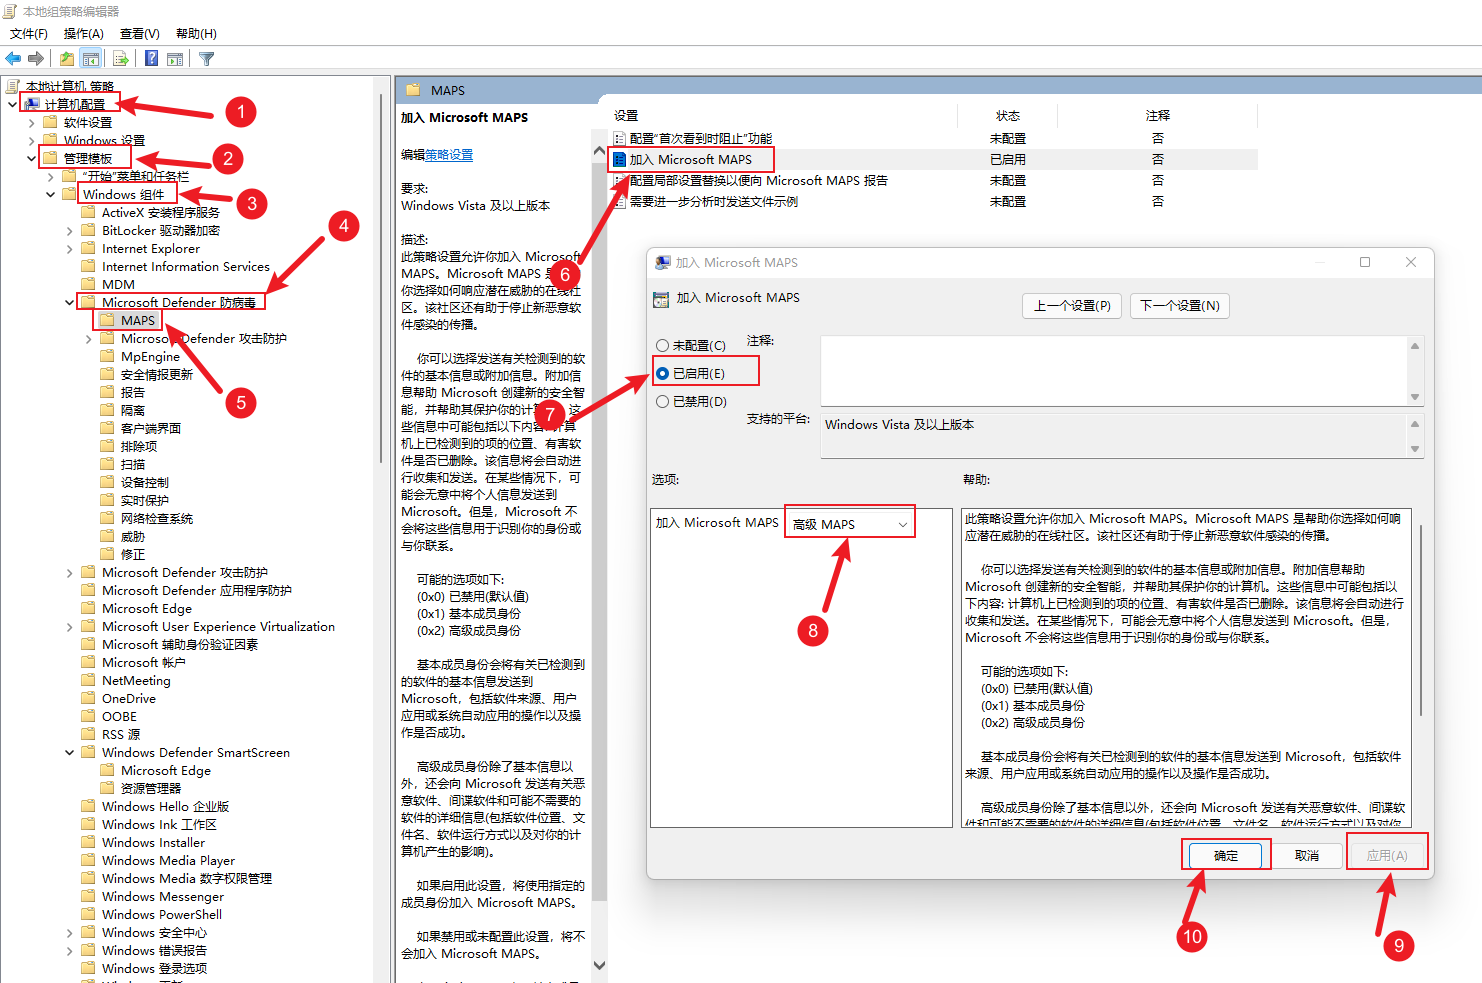 本地组策略编辑器
文件(F) 操作(A) 查看(V) 帮助(H)
本地计算机 策略
计算机配置
软件设置
Windows 设置
管理模板
"开始"菜单和任务栏
Windows 组件
ActiveX 安装程序服务
BitLocker 驱动器加密
Internet Explorer
Internet Information Services
MDM
Microsoft Defender 防病毒
MAPS
Microsoft Defender 攻击防护
MpEngine
安全情报更新
报告
隔离
客户端界面
排除项
扫描
设备控制
实时保护
网络检查系统
威胁
修正
Microsoft Defender 攻击防护
Microsoft Defender 应用程序防护
Microsoft Edge
Microsoft User Experience Virtualization
Microsoft 辅助身份验证因素
Microsoft 帐户
NetMeeting
OneDrive
OOBE
RSS 源
Windows Defender SmartScreen
Microsoft Edge
资源管理器
Windows Hello 企业版
Windows Ink 工作区
Windows Installer
Windows Media Player
Windows Media 数字权限管理
Windows Messenger
Windows PowerShell
Windows 安全中心
Windows 错误报告
Windows 登录选项
1
2
3
4
5
MAPS
加入 Microsoft MAPS
编辑策略设置
要求:
Windows Vista 及以上版本
描述:
此策略设置允许你加入 Microsoft
MAPS。Microsoft MAPS 是
你选择如何响应潜在威胁的在线社
区。该社区还有助于停止新恶意软
件感染的传播。
你可以选择发送有关检测到的软
件的基本信息或附加信息。附加信
息帮助 Microsoft 创建新的安全智
能，并帮助其保护你的计算 这
些信息中可能包括以下内容: 计算
机上已检测到的项的位置、有害软
件是否已删除。该信息将会自动进
行收集和发送。在某些情况下，可
能会无意中将个人信息发送到
Microsoft。但是，Microsoft 不
会将这些信息用于识别你的身份或
与你联系。
可能的选项如下:
(0x0) 已禁用(默认值)
(0x1) 基本成员身份
(0x2) 高级成员身份
基本成员身份会将有关已检测到
的软件的基本信息发送到
Microsoft，包括软件来源、用户
应用或系统自动应用的操作以及操
作是否成功。
高级成员身份除了基本信息以
外，还会向 Microsoft 发送有关恶
意软件、间谍软件和可能不需要的
软件的详细信息(包括软件位置、文
件名、软件运行方式以及对你的计
算机产生的影响)。
如果启用此设置，将使用指定的
成员身份加入 Microsoft MAPS。
如果禁用或未配置此设置，将不
会加入 Microsoft MAPS。
设置 状态 注释
配置"首次看到时阻止"功能 未配置 否
加入 Microsoft MAPS 已启用 否
配置局部设置替换以便向 Microsoft MAPS 报告 未配置 否
需要进一步分析时发送文件示例 未配置 否
6
加入 Microsoft MAPS
加入 Microsoft MAPS
上一个设置(P) 下一个设置(N)
未配置(C) 注释:
已启用(E)
已禁用(D)
7
支持的平台: Windows Vista 及以上版本
选项: 帮助:
加入 Microsoft MAPS 高级 MAPS
8
此策略设置允许你加入 Microsoft MAPS。Microsoft MAPS 是帮助你选择如何响
应潜在威胁的在线社区。该社区还有助于停止新恶意软件感染的传播。
你可以选择发送有关检测到的软件的基本信息或附加信息。附加信息帮助
Microsoft 创建新的安全智能，并帮助其保护你的计算机。这些信息中可能包括以
下内容: 计算机上已检测到的项的位置、有害软件是否已删除。该信息将会自动进行
收集和发送。在某些情况下，可能会无意中将个人信息发送到 Microsoft。但是，
Microsoft 不会将这些信息用于识别你的身份或与你联系。
可能的选项如下:
(0x0) 已禁用(默认值)
(0x1) 基本成员身份
(0x2) 高级成员身份
基本成员身份会将有关已检测到的软件的基本信息发送到 Microsoft，包括软件
来源、用户应用或系统自动应用的操作以及操作是否成功。
高级成员身份除了基本信息以外，还会向 Microsoft 发送有关恶意软件、间谍软
件和可能不需要的软件的详细信息(包括软件位置、文件名、软件运行方式以及对你
确定 取消 应用(A)
10
9